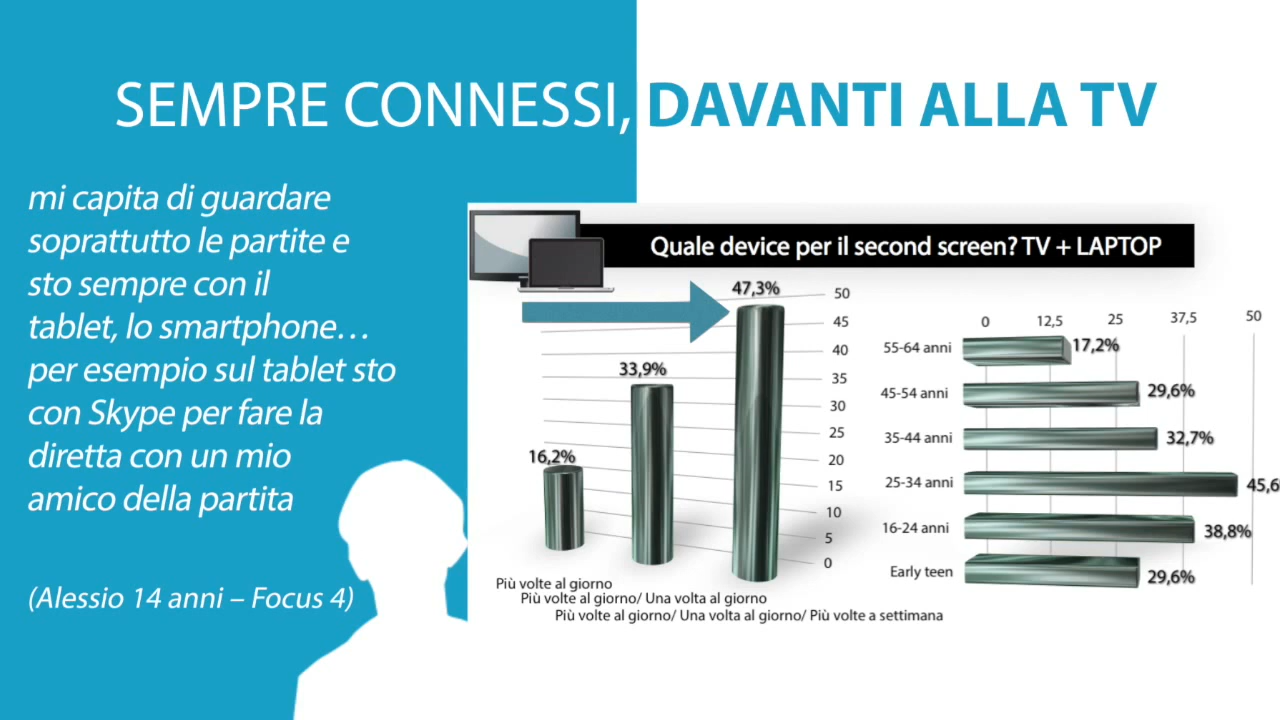 SEMPRE CONNESSI, DAVANTI ALLA TV
mi capita di guardare
soprattutto le partite e
sto sempre con il
tablet, lo smartphone…
per esempio sul tablet sto
con Skype per fare la
diretta con un mio
amico della partita
(Alessio 14 anni – Focus 4)
Quale device per il second screen? TV + LAPTOP
47,3%
33,9%
16,2%
50
45
40
35
30
25
20
15
10
5
0
Più volte al giorno
Più volte al giorno/ Una volta al giorno
Più volte al giorno/ Una volta al giorno/ Più volte a settimana
0 12,5 25 37,5 50
55-64 anni 17,2%
45-54 anni 29,6%
35-44 anni 32,7%
25-34 anni 45,6
16-24 anni 38,8%
Early teen 29,6%